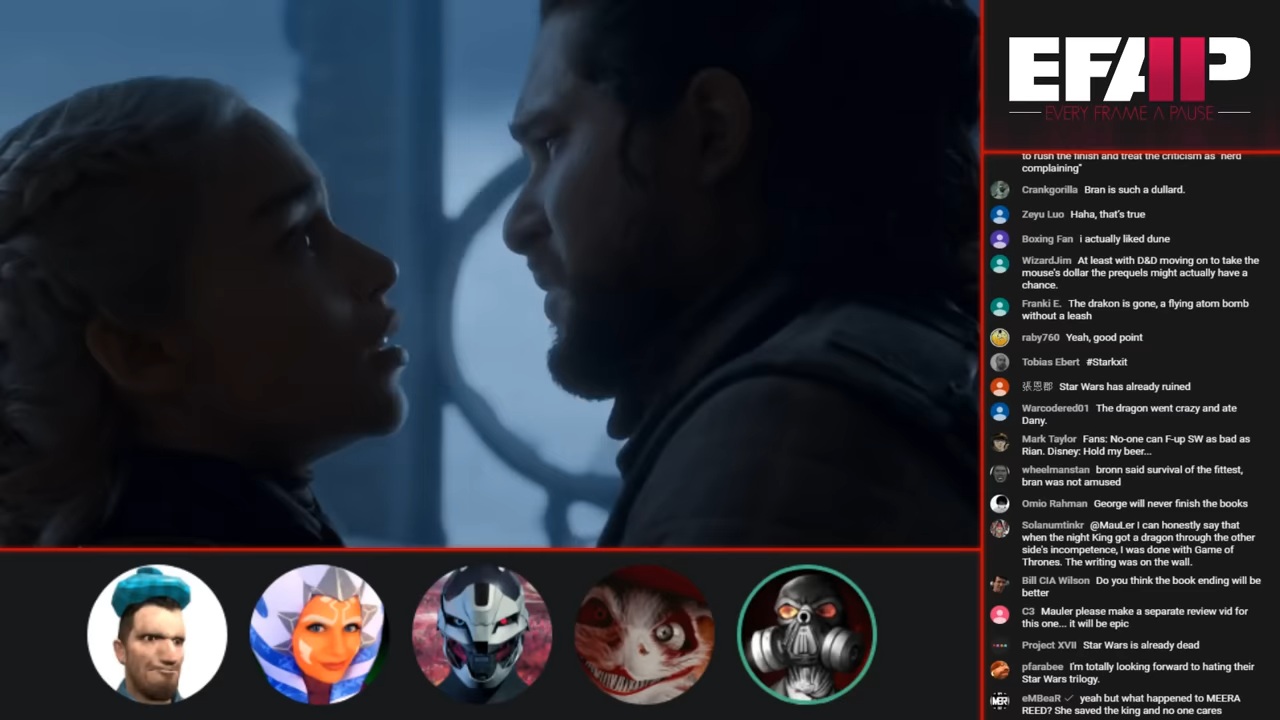 EFAP
EVERY FRAME A PAUSE
to rush the finish and treat the criticism as "nerd
complaining"
Crankgorilla Bran is such a dullard.
Zeyu Luo Haha, that's true
Boxing Fan i actually liked dune
WizardJim At least with D&D moving on to take the
mouse's dollar the prequels might actually have a
chance.
Franki E. The drakon is gone, a flying atom bomb
without a leash
raby760 Yeah, good point
Tobias Ebert #Starkxit
張恩郡 Star Wars has already ruined
Warcodered01 The dragon went crazy and ate
Dany.
Mark Taylor Fans: No-one can F-up SW as bad as
Rian. Disney: Hold my beer...
wheelmanstan bronn said survival of the fittest,
bran was not amused
Omio Rahman George will never finish the books
Solanumtinkr @MauLer I can honestly say that
when the night King got a dragon through the other
side's incompetence, I was done with Game of
Thrones. The writing was on the wall.
Bill CIA Wilson Do you think the book ending will be
better
C3 Mauler please make a separate review vid for
this one... it will be epic
Project XVII Star Wars is already dead
pfarabee I'm totally looking forward to hating their
Star Wars trilogy.
eMBeaR yeah but what happened to MEERA
REED? She saved the king and no one cares